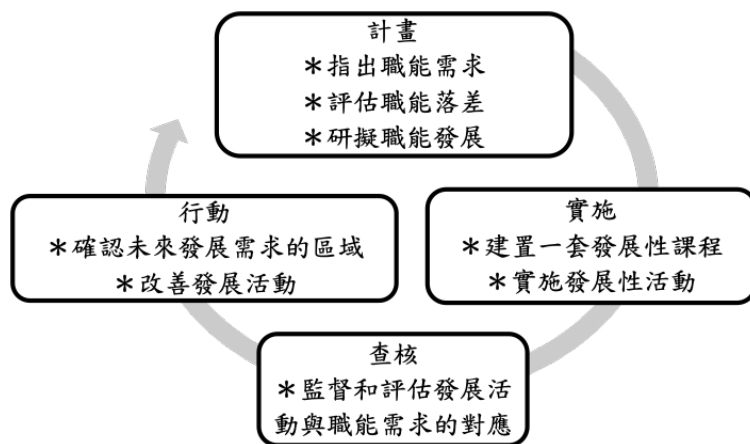 計畫
＊指出職能需求
＊評估職能落差
＊研擬職能發展
行動
＊確認未來發展需求的區域
＊改善發展活動
實施
＊建置一套發展性課程
＊實施發展性活動
查核
＊監督和評估發展活
動與職能需求的對應